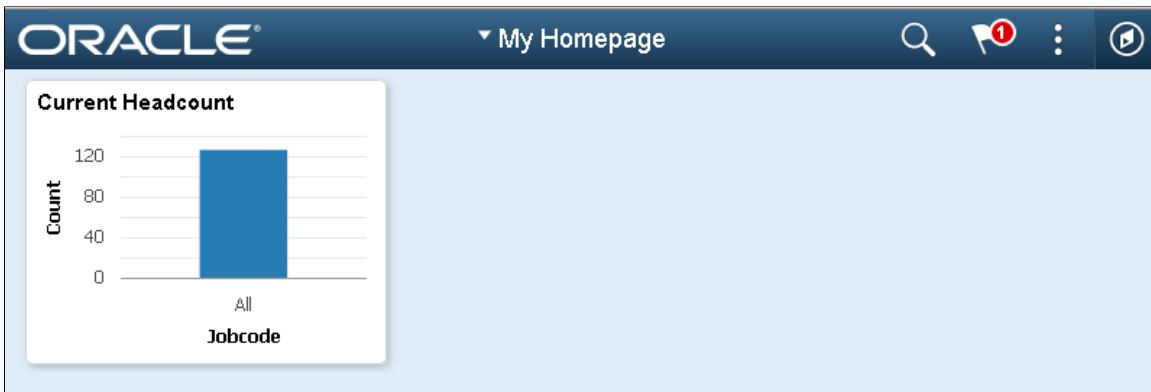 ORACLE®
My Homepage
1
Current Headcount
120
80
40
0
Count
All
Jobcode